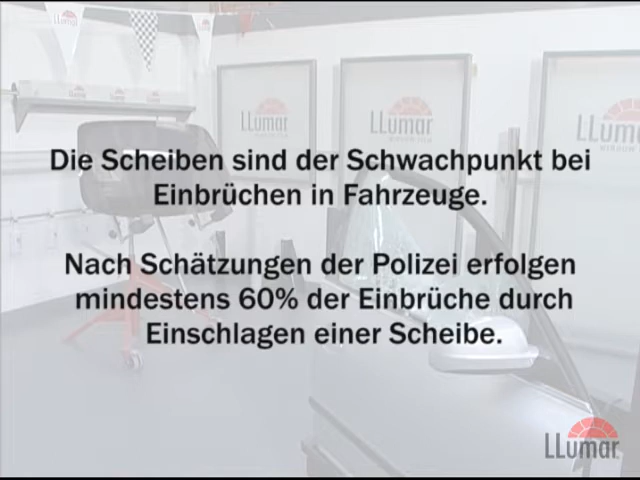 LLumar
LLumar
LLumar
Die Scheiben sind der Schwachpunkt bei
Einbrüchen in Fahrzeuge.
Nach Schätzungen der Polizei erfolgen
mindestens 60% der Einbrüche durch
Einschlagen einer Scheibe.
LLumar